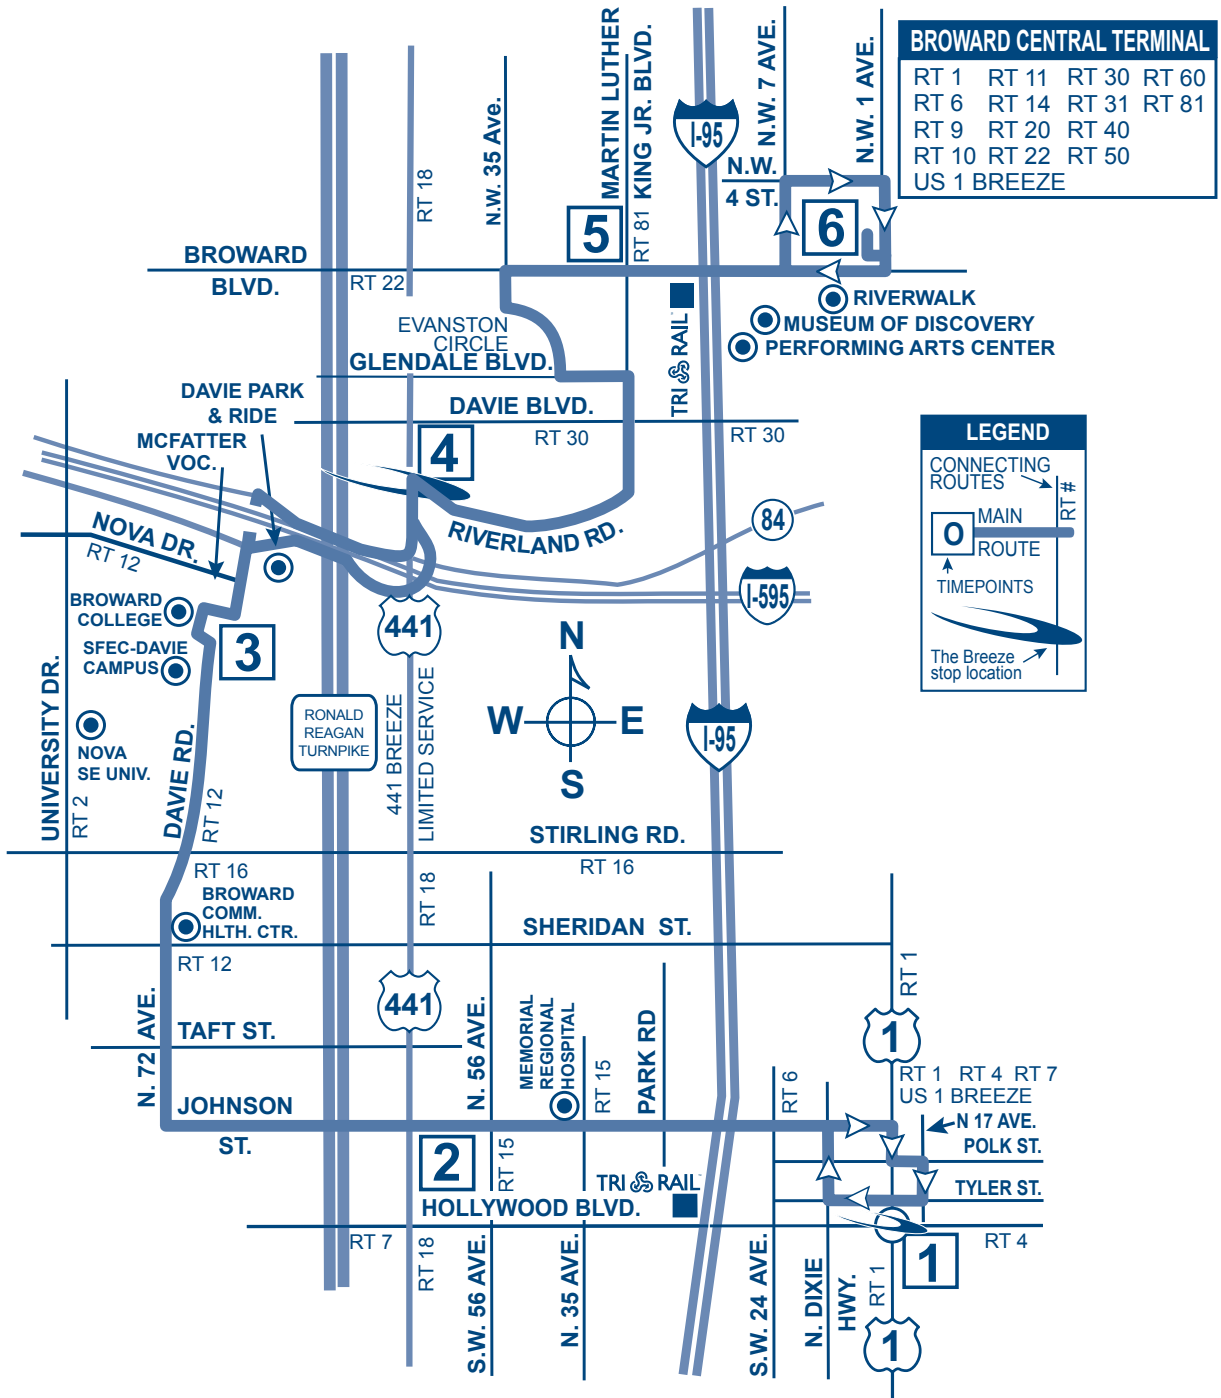 BROWARD CENTRAL TERMINAL
RT 1 RT 11 RT 30 RT 60
RT 6 RT 14 RT 31 RT 81
RT 9 RT 20 RT 40
RT 10 RT 22 RT 50
US 1 BREEZE
N.W. 35 Ave.
RT 18
MARTIN LUTHER
KING JR. BLVD.
RT 81
I-95
N.W. 7 AVE.
N.W. 1 AVE.
N.W.
4 ST.
5
6
BROWARD
BLVD.
RT 22
RIVERWALK
MUSEUM OF DISCOVERY
PERFORMING ARTS CENTER
TRI RAIL
EVANSTON
CIRCLE
GLENDALE BLVD.
DAVIE PARK
& RIDE
DAVIE BLVD.
RT 30
RT 30
MCFATTER
VOC.
4
LEGEND
CONNECTING
ROUTES
RT #
O
MAIN
ROUTE
TIMEPOINTS
The Breeze
stop location
NOVA DR.
RT 12
RIVERLAND RD.
84
I-595
BROWARD
COLLEGE
441
SFEC-DAVIE
CAMPUS
3
N
W
E
S
UNIVERSITY DR.
RT 2
NOVA
SE UNIV.
DAVIE RD.
RT 12
RONALD
REAGAN
TURNPIKE
441 BREEZE
LIMITED SERVICE
I-95
STIRLING RD.
RT 16
RT 16
BROWARD
COMM.
HLTH. CTR.
RT 18
SHERIDAN ST.
RT 12
RT 1
441
1
N. 72 AVE.
TAFT ST.
N. 56 AVE.
MEMORIAL
REGIONAL
HOSPITAL
RT 15
PARK RD
RT 6
RT 1 RT 4 RT 7
US 1 BREEZE
N 17 AVE.
POLK ST.
JOHNSON
ST.
2
RT 15
TRI RAIL
TYLER ST.
HOLLYWOOD BLVD.
RT 7
RT 18
S.W. 56 AVE.
N. 35 AVE.
S.W. 24 AVE.
N. DIXIE
HWY.
RT 1
1
RT 4
1